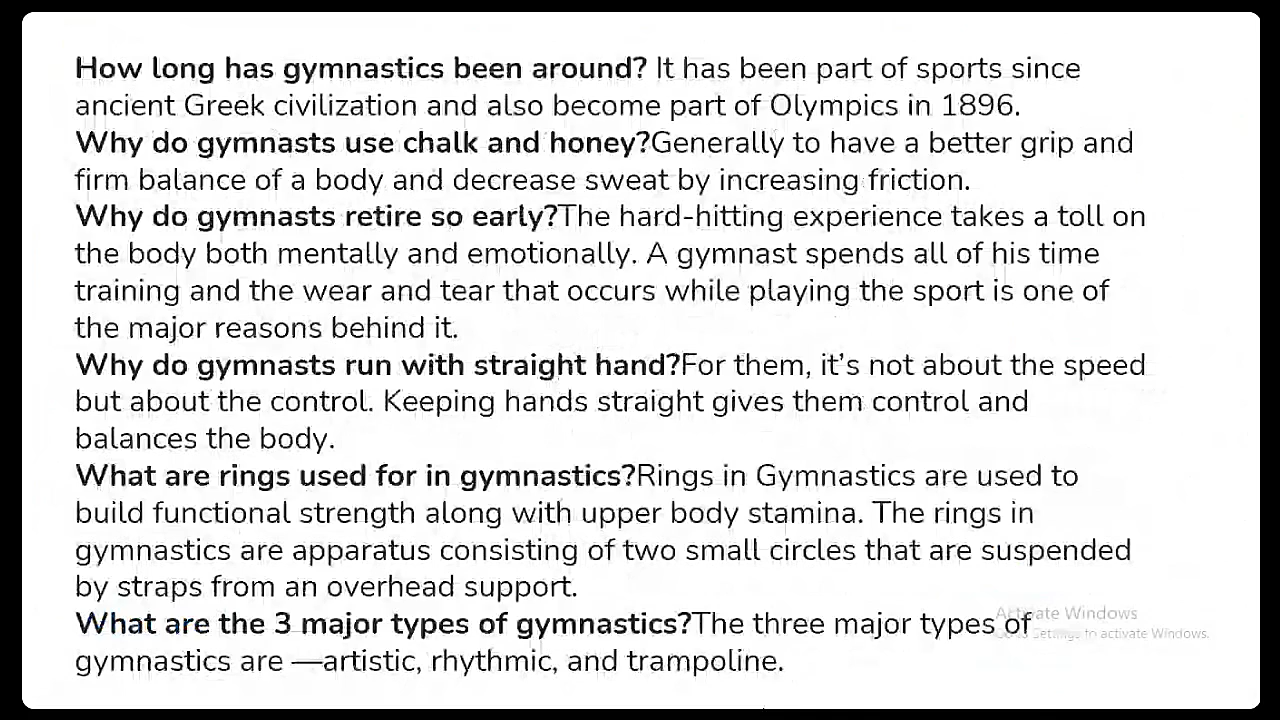 How long has gymnastics been around? It has been part of sports since
ancient Greek civilization and also become part of Olympics in 1896.
Why do gymnasts use chalk and honey?Generally to have a better grip and
firm balance of a body and decrease sweat by increasing friction.
Why do gymnasts retire so early?The hard-hitting experience takes a toll on
the body both mentally and emotionally. A gymnast spends all of his time
training and the wear and tear that occurs while playing the sport is one of
the major reasons behind it.
Why do gymnasts run with straight hand?For them, it’s not about the speed
but about the control. Keeping hands straight gives them control and
balances the body.
What are rings used for in gymnastics?Rings in Gymnastics are used to
build functional strength along with upper body stamina. The rings in
gymnastics are apparatus consisting of two small circles that are suspended
by straps from an overhead support.
What are the 3 major types of gymnastics?The three major types of
gymnastics are —artistic, rhythmic, and trampoline.
Activate Windows
Go to Settings to activate Windows.